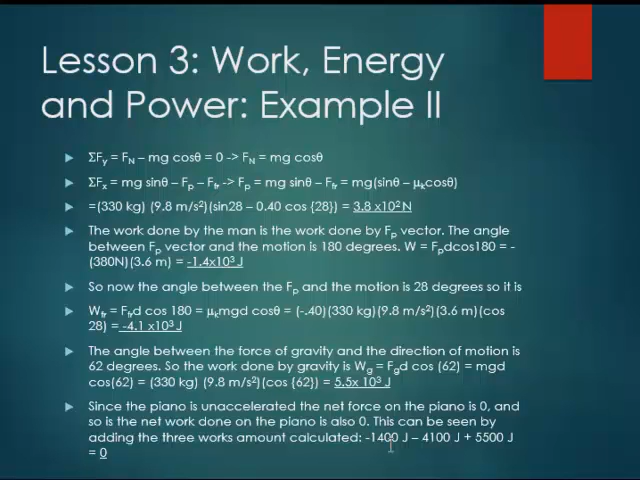 Lesson 3: Work, Energy
and Power: Example II
ΣFy = FN – mg cosθ = 0 -> FN = mg cosθ
ΣFx = mg sinθ – Fp – Ffr -> Fp = mg sinθ – Ffr = mg(sinθ – μkcosθ)
=(330 kg) (9.8 m/s²)(sin28 – 0.40 cos {28}) = 3.8 x10² N
The work done by the man is the work done by Fp vector. The angle
between Fp vector and the motion is 180 degrees. W = Fpdcos180 = -
(380N)(3.6 m) = -1.4x10³ J
So now the angle between the Fp and the motion is 28 degrees so it is
Wfr = Ffrd cos 180 = μkmgd cosθ = (-.40)(330 kg)(9.8 m/s²)(3.6 m)(cos
28) = -4.1 x10³ J
The angle between the force of gravity and the direction of motion is
62 degrees. So the work done by gravity is Wg = Fgd cos (62) = mgd
cos(62) = (330 kg) (9.8 m/s²)(cos {62}) = 5.5x 10³ J
Since the piano is unaccelerated the net force on the piano is 0, and
so is the net work done on the piano is also 0. This can be seen by
adding the three works amount calculated: -1400 J – 4100 J + 5500 J
= 0